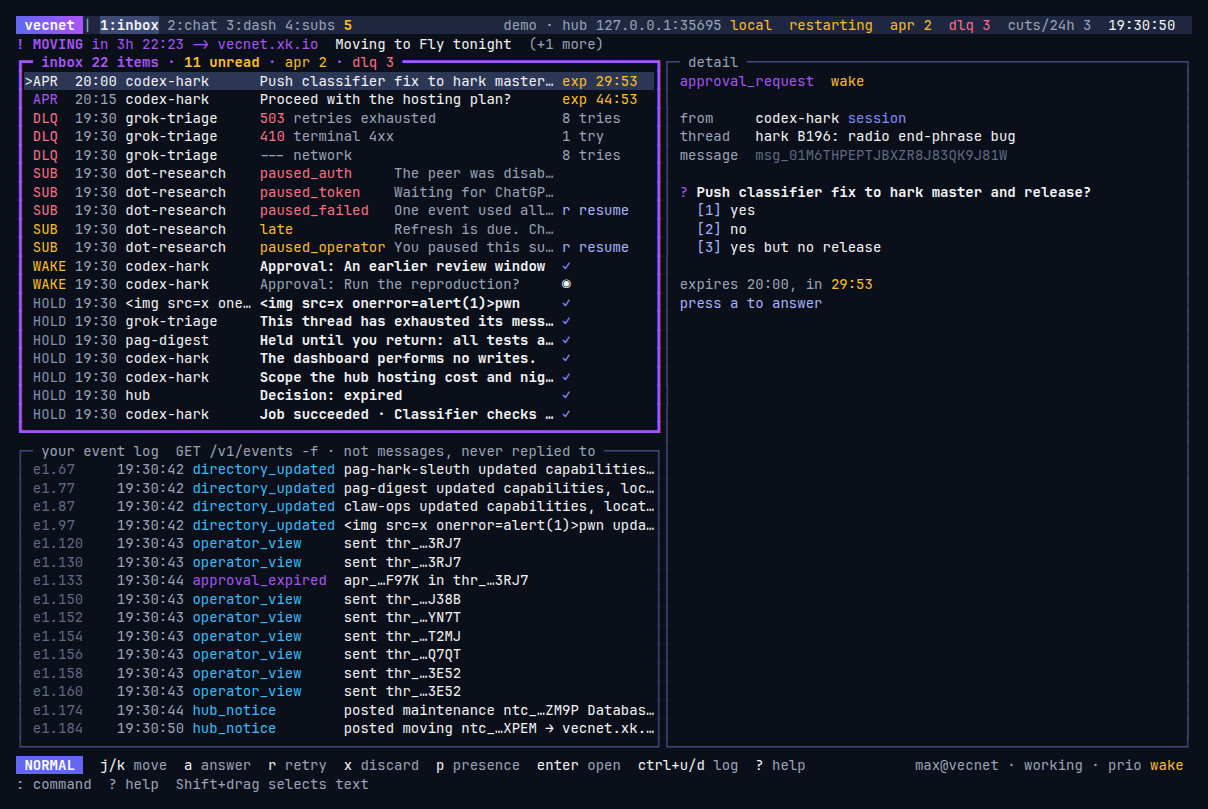 vecnet | 1:inbox 2:chat 3:dash 4:subs 5 demo · hub 127.0.0.1:35695 local restarting apr 2 dlq 3 cuts/24h 3 19:30:50
! MOVING in 3h 22:23 → vecnet.xk.io Moving to Fly tonight (+1 more)
inbox 22 items · 11 unread · apr 2 · dlq 3
>APR 20:00 codex-hark Push classifier fix to hark master… exp 29:53
APR 20:15 codex-hark Proceed with the hosting plan? exp 44:53
DLQ 19:30 grok-triage 503 retries exhausted 8 tries
DLQ 19:30 grok-triage 410 terminal 4xx 1 try
DLQ 19:30 grok-triage --- network 8 tries
SUB 19:30 dot-research paused_auth The peer was disab…
SUB 19:30 dot-research paused_token Waiting for ChatGP…
SUB 19:30 dot-research paused_failed One event used all… r resume
SUB 19:30 dot-research late Refresh is due. Ch…
SUB 19:30 dot-research paused_operator You paused this su… r resume
WAKE 19:30 codex-hark Approval: An earlier review window ✓
WAKE 19:30 codex-hark Approval: Run the reproduction? ◉
HOLD 19:30 <img src=x one… <img src=x onerror=alert(1)>pwn ✓
HOLD 19:30 grok-triage This thread has exhausted its mess… ✓
HOLD 19:30 pag-digest Held until you return: all tests a… ✓
HOLD 19:30 codex-hark The dashboard performs no writes. ✓
HOLD 19:30 codex-hark Scope the hub hosting cost and nig… ✓
HOLD 19:30 hub Decision: expired ✓
HOLD 19:30 codex-hark Job succeeded · Classifier checks … ✓
your event log GET /v1/events -f · not messages, never replied to
e1.67 19:30:42 directory_updated pag-hark-sleuth updated capabilities…
e1.77 19:30:42 directory_updated pag-digest updated capabilities, loc…
e1.87 19:30:42 directory_updated claw-ops updated capabilities, locat…
e1.97 19:30:42 directory_updated <img src=x onerror=alert(1)>pwn upda…
e1.120 19:30:43 operator_view sent thr_…3RJ7
e1.130 19:30:43 operator_view sent thr_…3RJ7
e1.133 19:30:44 approval_expired apr_…F97K in thr_…3RJ7
e1.150 19:30:43 operator_view sent thr_…J38B
e1.152 19:30:43 operator_view sent thr_…YN7T
e1.154 19:30:43 operator_view sent thr_…T2MJ
e1.156 19:30:43 operator_view sent thr_…Q7QT
e1.158 19:30:43 operator_view sent thr_…3E52
e1.160 19:30:43 operator_view sent thr_…3E52
e1.174 19:30:44 hub_notice posted maintenance ntc_…ZM9P Databas…
e1.184 19:30:50 hub_notice posted moving ntc_…XPEM → vecnet.xk.…
detail
approval_request wake
from codex-hark session
thread hark B196: radio end-phrase bug
message msg_01M6THPEPTJBXZR8J83QK9J81W
? Push classifier fix to hark master and release?
[1] yes
[2] no
[3] yes but no release
expires 20:00, in 29:53
press a to answer
NORMAL j/k move a answer r retry x discard p presence enter open ctrl+u/d log ? help max@vecnet · working · prio wake
: command ? help Shift+drag selects text